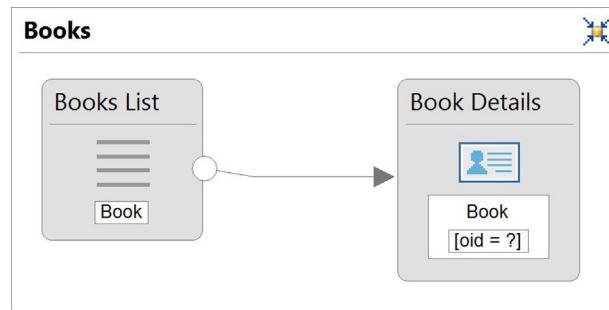 Books
Books List
Book
Book Details
Book
[oid = ?]